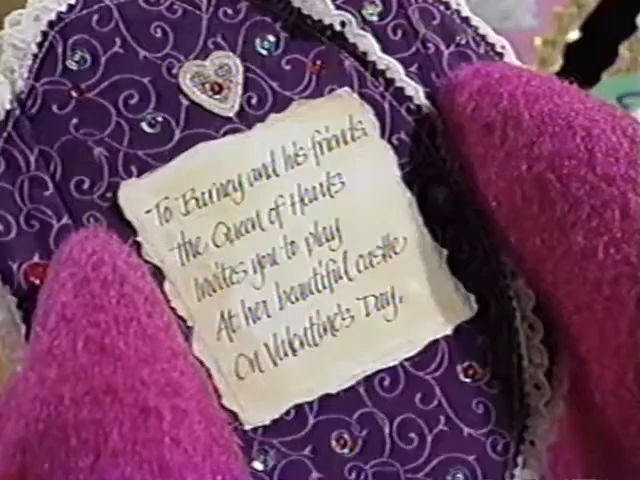 To Barney and his friends
the Queen of Hearts
Invites you to play
At her beautiful castle
On Valentine's Day.